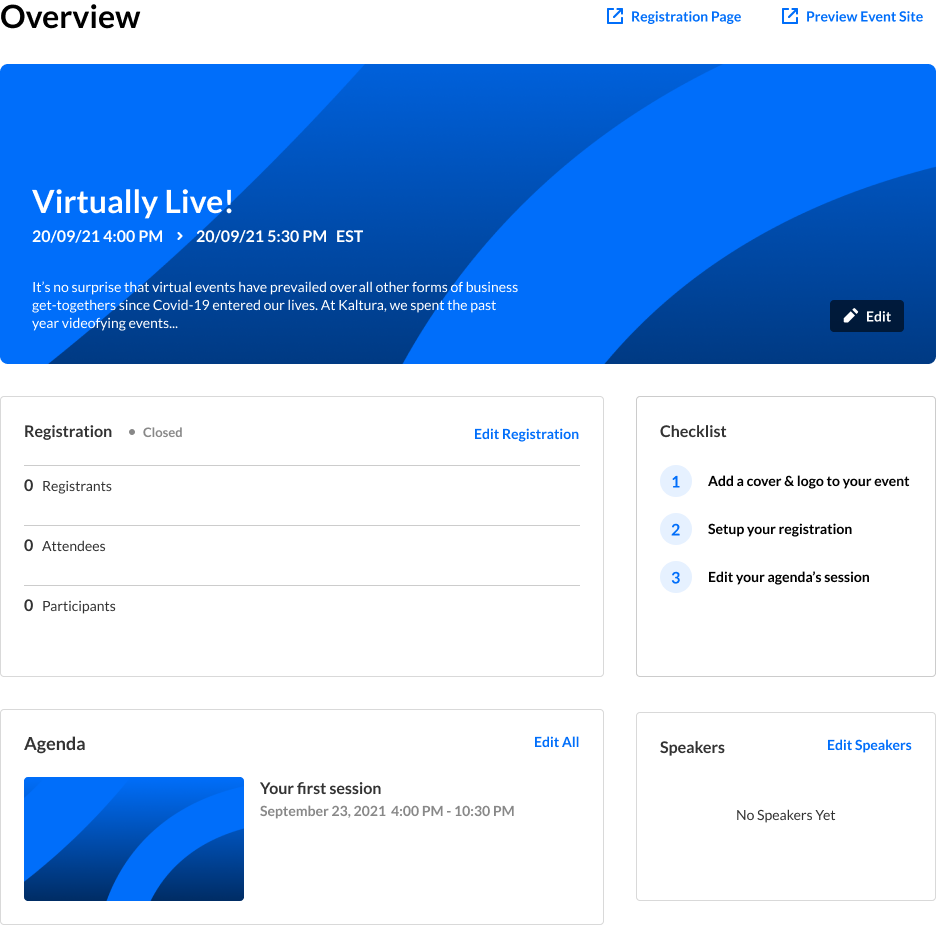 Overview
Registration Page
Preview Event Site
Virtually Live!
20/09/21 4:00 PM > 20/09/21 5:30 PM EST
It’s no surprise that virtual events have prevailed over all other forms of business
get-togethers since Covid-19 entered our lives. At Kaltura, we spent the past
year videofying events...
Edit
Registration • Closed
Edit Registration
0 Registrants
0 Attendees
0 Participants
Checklist
1 Add a cover & logo to your event
2 Setup your registration
3 Edit your agenda’s session
Agenda
Edit All
Your first session
September 23, 2021 4:00 PM - 10:30 PM
Speakers
Edit Speakers
No Speakers Yet